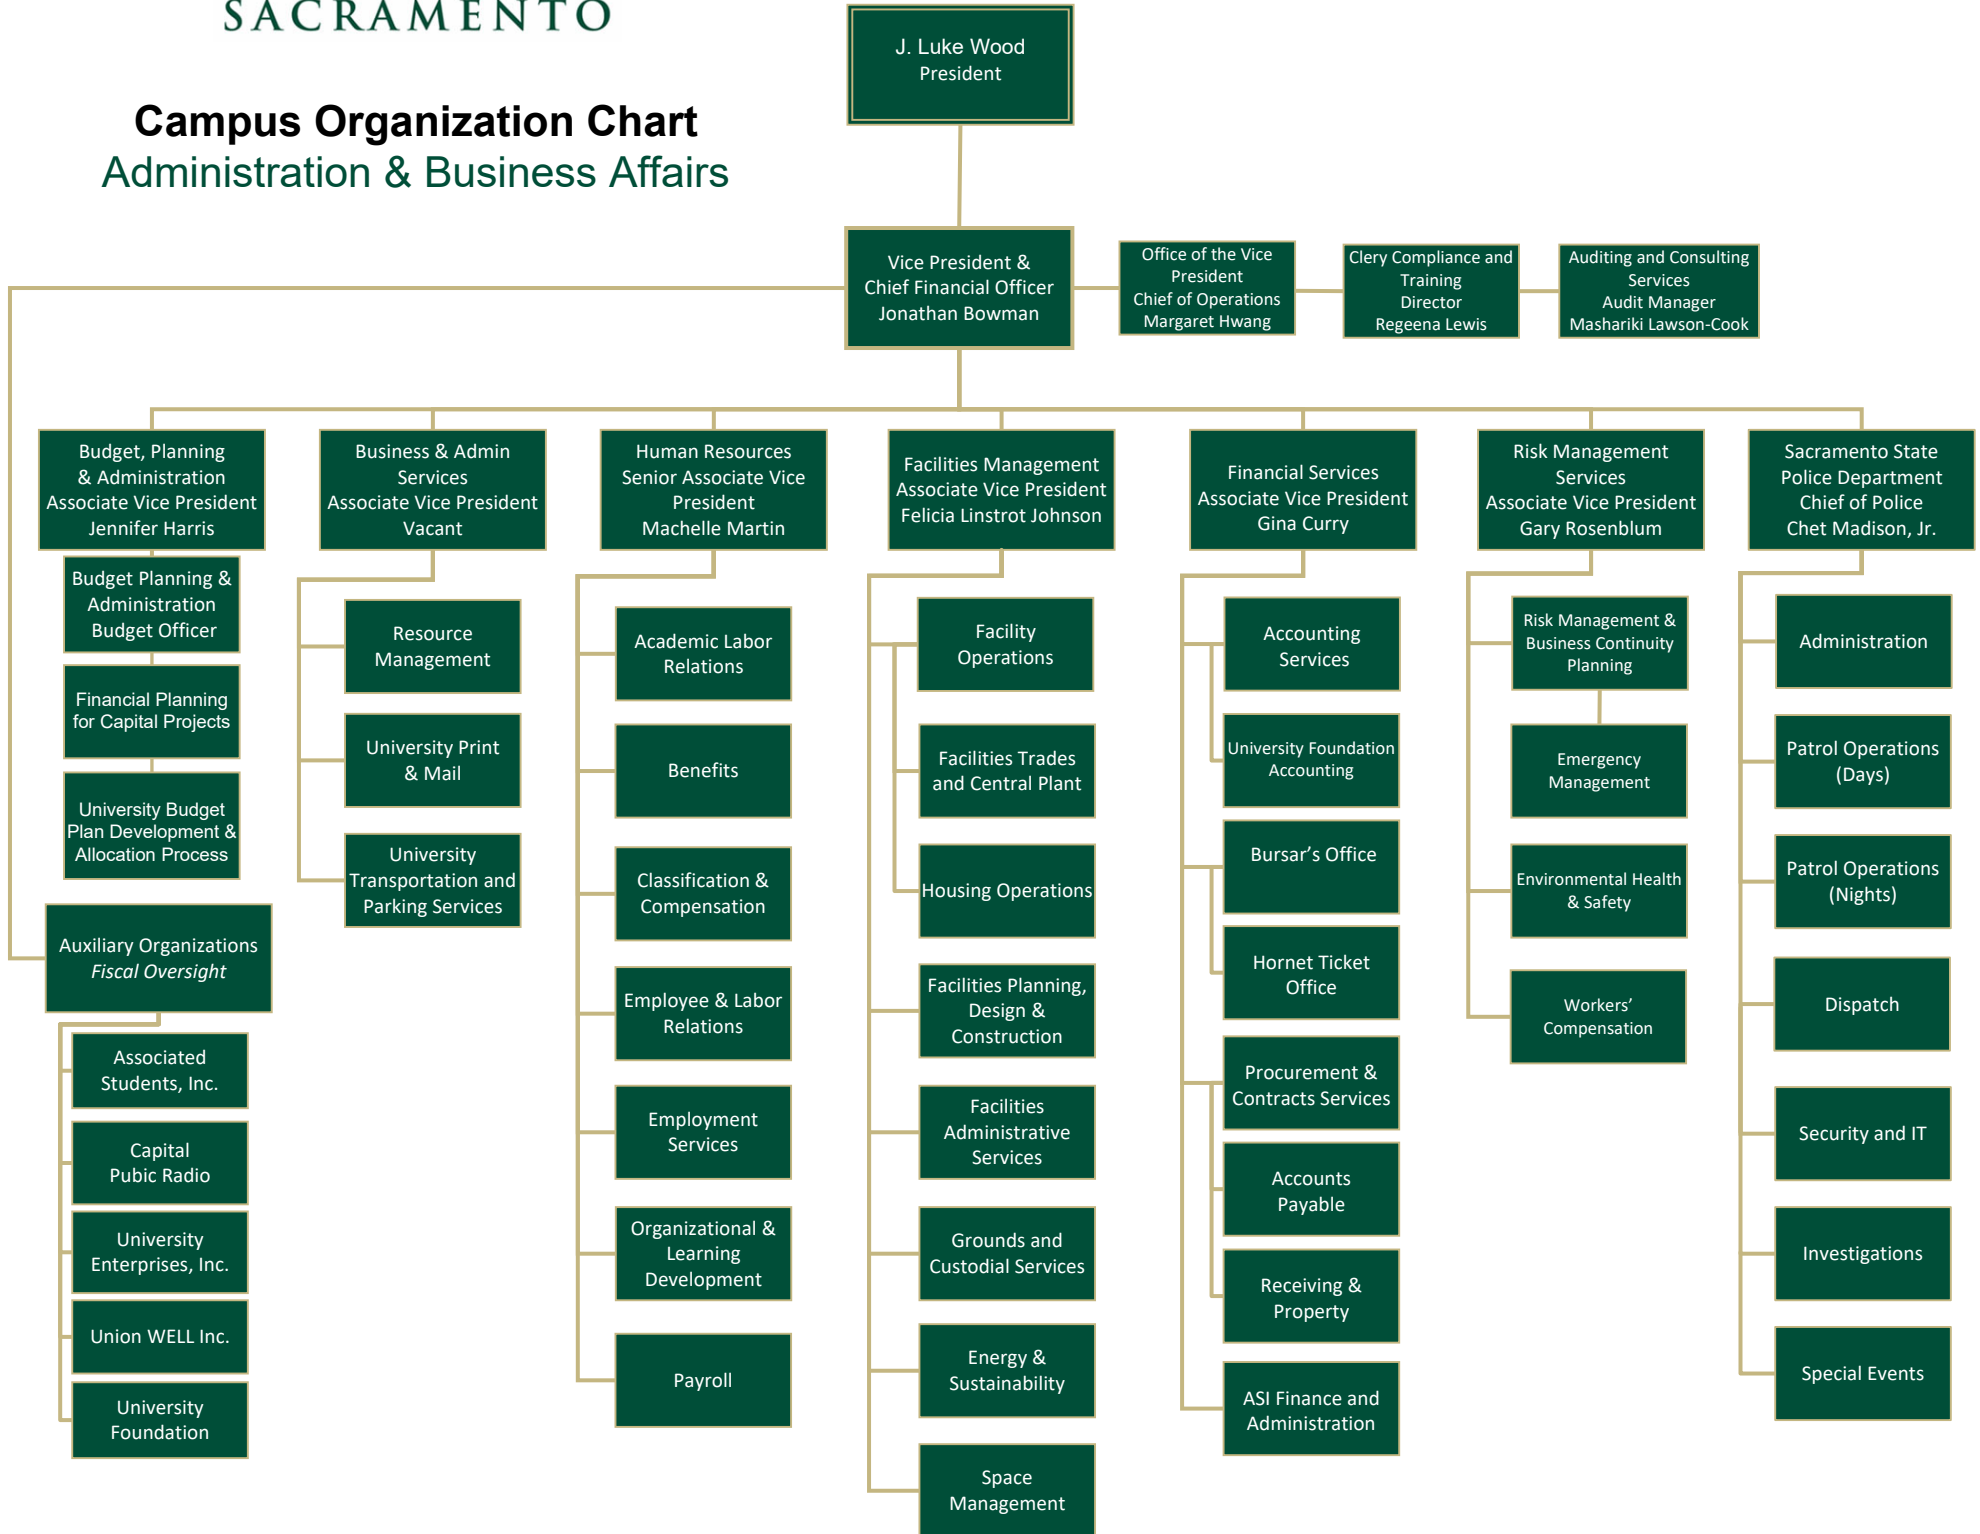 SACRAMENTO
Campus Organization Chart
Administration & Business Affairs
J. Luke Wood
President
Vice President &
Chief Financial Officer
Jonathan Bowman
Office of the Vice
President
Chief of Operations
Margaret Hwang
Clery Compliance and
Training
Director
Regeena Lewis
Auditing and Consulting
Services
Audit Manager
Mashariki Lawson-Cook
Budget, Planning
& Administration
Associate Vice President
Jennifer Harris
Budget Planning &
Administration
Budget Officer
Financial Planning
for Capital Projects
University Budget
Plan Development &
Allocation Process
Auxiliary Organizations
Fiscal Oversight
Associated
Students, Inc.
Capital
Pubic Radio
University
Enterprises, Inc.
Union WELL Inc.
University
Foundation
Business & Admin
Services
Associate Vice President
Vacant
Resource
Management
University Print
& Mail
University
Transportation and
Parking Services
Human Resources
Senior Associate Vice
President
Machelle Martin
Academic Labor
Relations
Benefits
Classification &
Compensation
Employee & Labor
Relations
Employment
Services
Organizational &
Learning
Development
Payroll
Facilities Management
Associate Vice President
Felicia Linstrot Johnson
Facility
Operations
Facilities Trades
and Central Plant
Housing Operations
Facilities Planning,
Design &
Construction
Facilities
Administrative
Services
Grounds and
Custodial Services
Energy &
Sustainability
Space
Management
Financial Services
Associate Vice President
Gina Curry
Accounting
Services
University Foundation
Accounting
Bursar’s Office
Hornet Ticket
Office
Procurement &
Contracts Services
Accounts
Payable
Receiving &
Property
ASI Finance and
Administration
Risk Management
Services
Associate Vice President
Gary Rosenblum
Risk Management &
Business Continuity
Planning
Emergency
Management
Environmental Health
& Safety
Workers’
Compensation
Sacramento State
Police Department
Chief of Police
Chet Madison, Jr.
Administration
Patrol Operations
(Days)
Patrol Operations
(Nights)
Dispatch
Security and IT
Investigations
Special Events